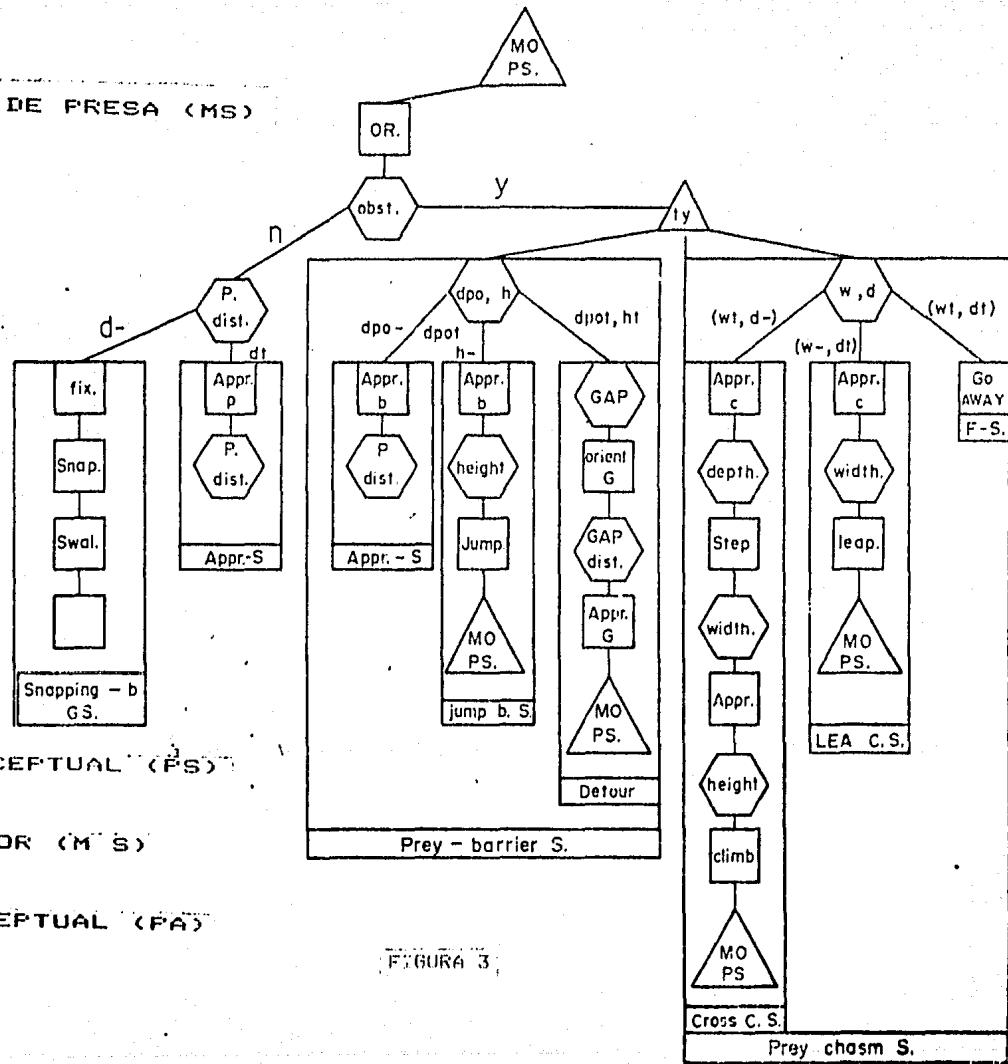 MO
PS.
DE PRESA (MS)
OR.
obst.
y
ty
n
P.
dist.
d-
dt
dpo, h
dpo-
dpot
h-
dpot, ht
w,d
(wt, d-)
(w-,dt)
(wt, dt)
fix.
Snap.
Swal.
Snapping - b
GS.
Appr.
p
P.
dist.
Appr.-S
Appr.
b
P
dist.
Appr. - S
Appr.
b
height
Jump
MO
PS.
jump b. S.
GAP
orient
G
GAP
dist.
Appr.
G
MO
PS.
Detour
Prey - barrier S.
Appr.
c
depth.
Step
width.
Appr.
height
climb
MO
PS.
Cross C. S.
Appr.
c
width.
leap.
MO
PS.
LEA C. S.
Go
AWAY
F-S.
Prey chasm S.
CEPTUAL (PS)
OR (M S)
EPTUAL (PA)
FIGURA 3